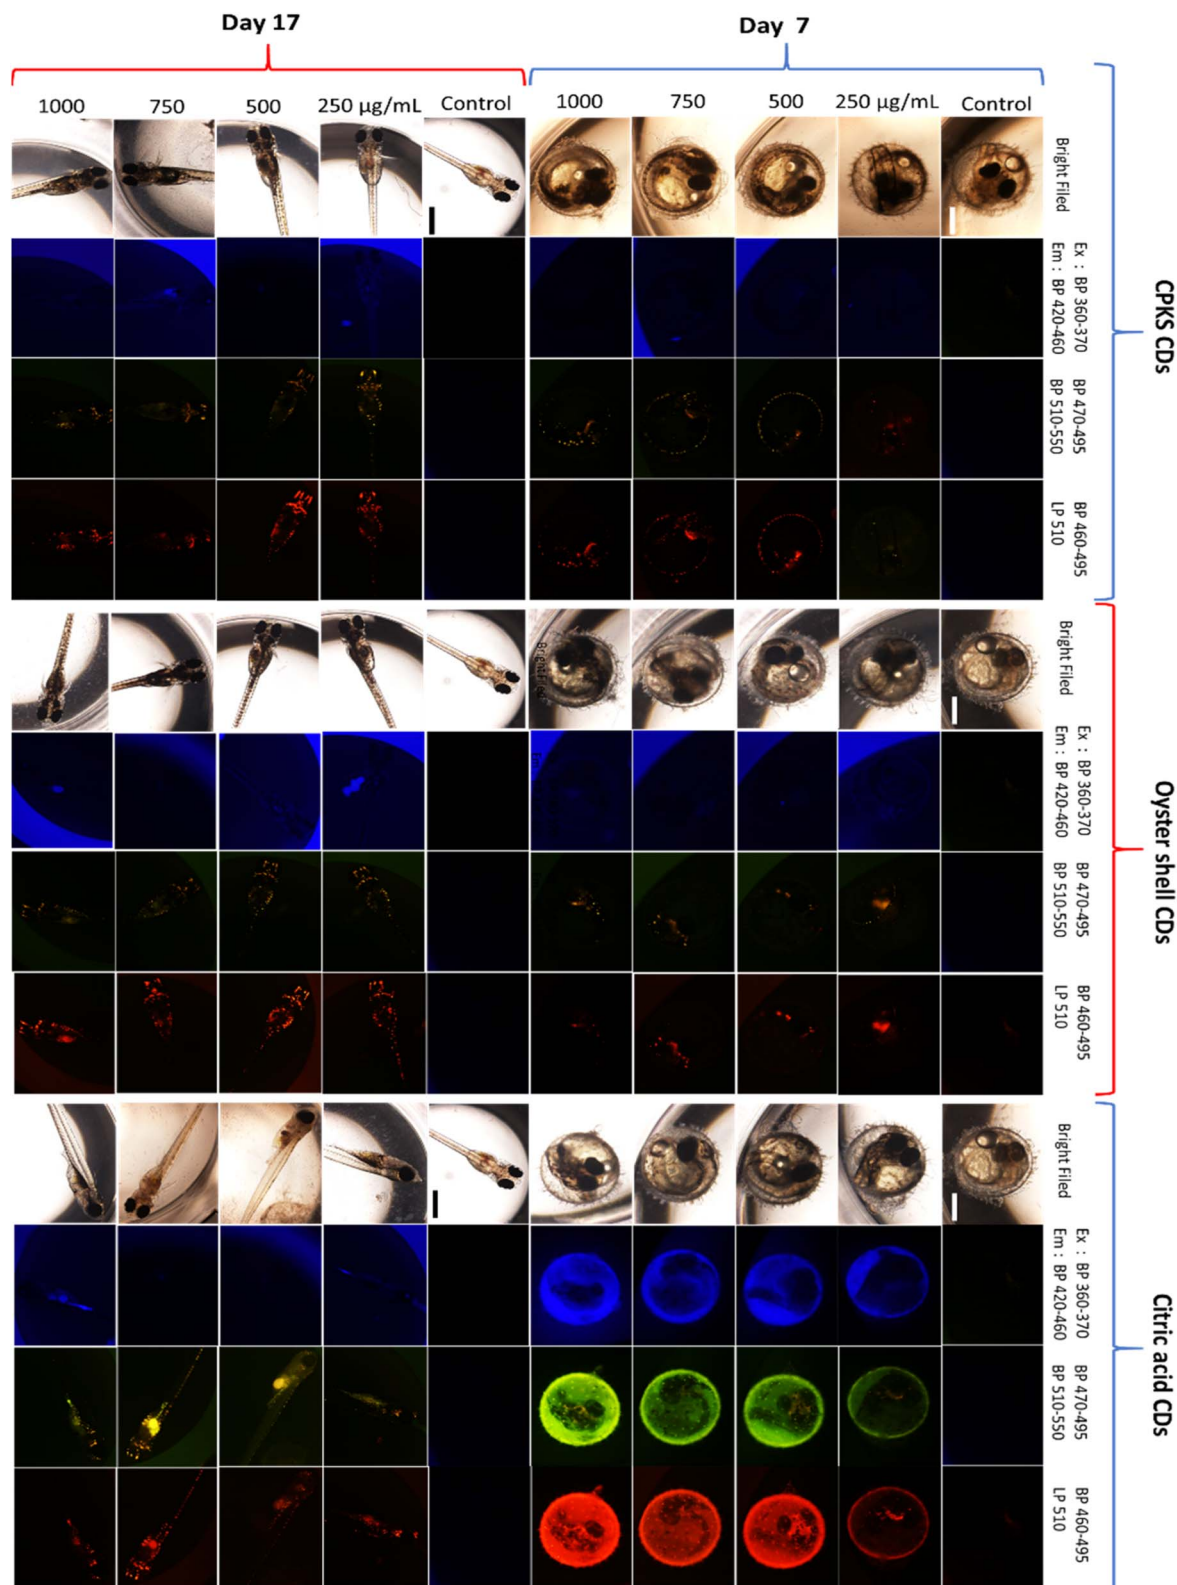 Day 17
Day 7
1000
750
500
250 µg/mL
Control
1000
750
500
250 µg/mL
Control
CPKS CDs
Bright Filed
Ex : BP 360-370
Em : BP 420-460
BP 470-495
BP 510-550
BP 460-495
LP 510
Oyster shell CDs
Bright Filed
Ex : BP 360-370
Em : BP 420-460
BP 470-495
BP 510-550
BP 460-495
LP 510
Bright Filed
Citric acid CDs
Bright Filed
Ex : BP 360-370
Em : BP 420-460
BP 470-495
BP 510-550
BP 460-495
LP 510